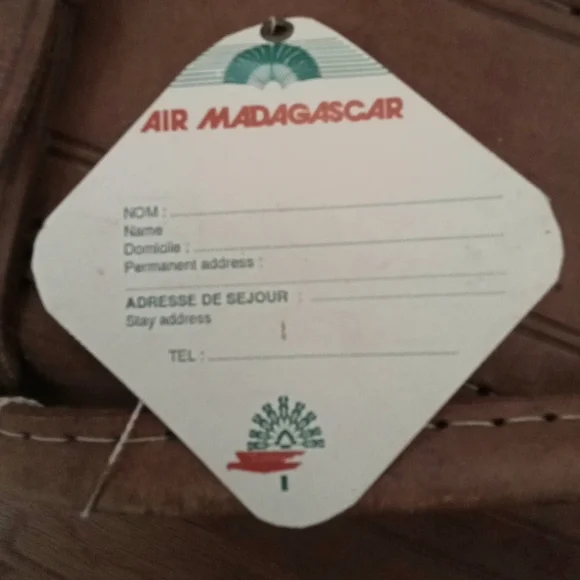 AIR MADAGASCAR
NOM :
Name
Domicile :
Permanent address :
ADRESSE DE SEJOUR :
Stay address
TEL :